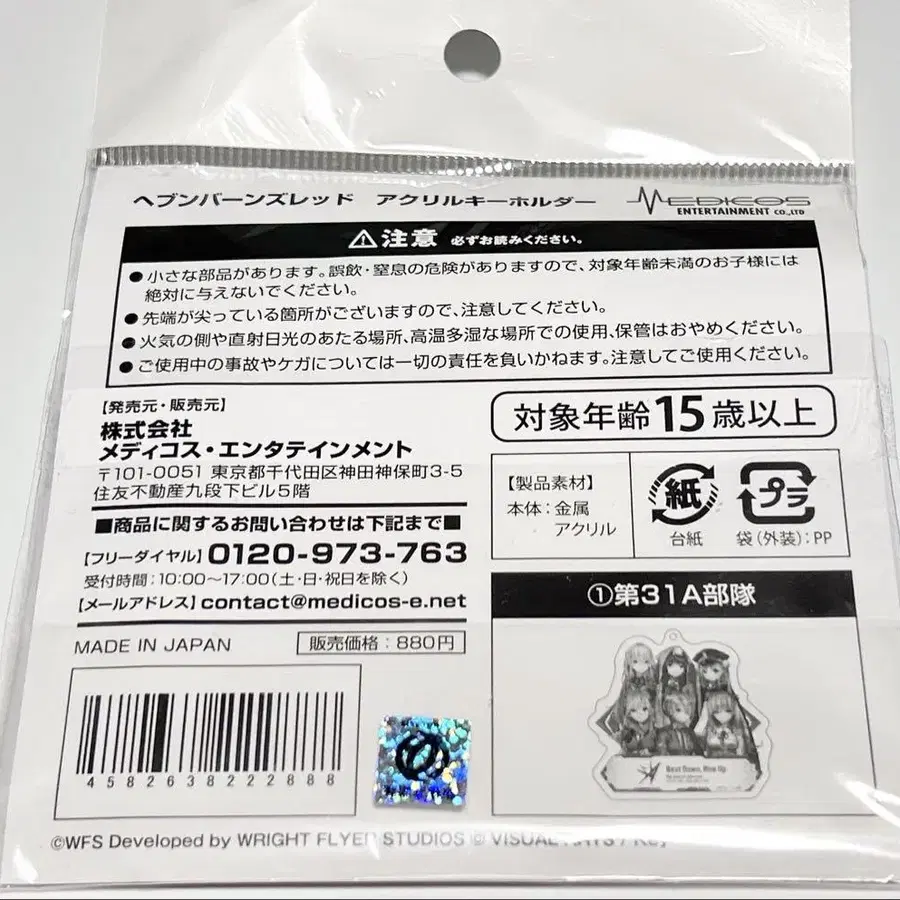 ヘブンバーンズレッド アクリルキーホルダー
MEDICOS
ENTERTAINMENT CO.,LTD
⚠注意 必ずお読みください。
●小さな部品があります。誤飲・窒息の危険がありますので、対象年齢未満のお子様には
絶対に与えないでください。
●先端が尖っている箇所がございますので、注意してください。
●火気の側や直射日光のあたる場所、高温多湿な場所での使用、保管はおやめください。
●ご使用中の事故やケガについては一切の責任を負いかねます。注意してご使用ください。
【発売元・販売元】
株式会社
メディコス・エンタテインメント
〒101-0051 東京都千代田区神田神保町3-5
住友不動産九段下ビル5階
■商品に関するお問い合わせは下記まで■
【フリーダイヤル】0120-973-763
受付時間：10:00〜17:00(土・日・祝日を除く)
【メールアドレス】contact@medicos-e.net
MADE IN JAPAN
販売価格：880円
4582638222888
対象年齢15歳以上
【製品素材】
本体：金属
アクリル
紙
台紙
プラ
袋(外装)：PP
①第31A部隊
©WFS Developed by WRIGHT FLYER STUDIOS © VISUAL ARTS / Key